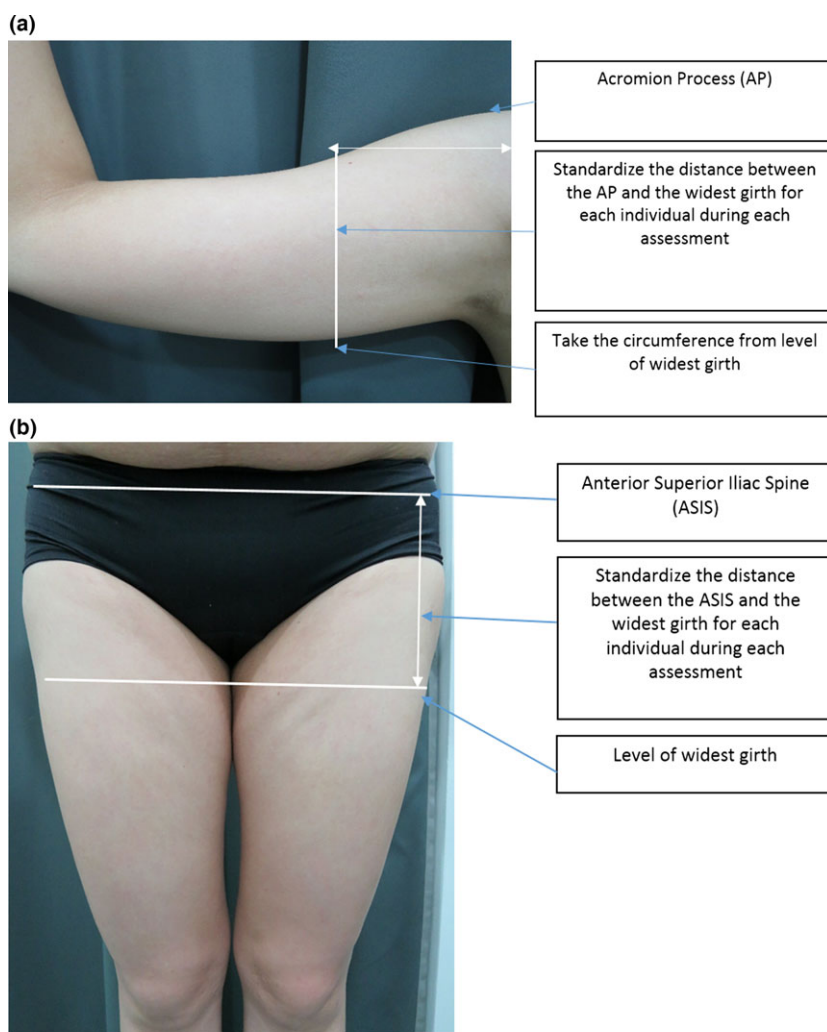 (a)
Acromion Process (AP)
Standardize the distance between
the AP and the widest girth for
each individual during each
assessment
Take the circumference from level
of widest girth
(b)
Anterior Superior Iliac Spine
(ASIS)
Standardize the distance
between the ASIS and the
widest girth for each
individual during each
assessment
Level of widest girth